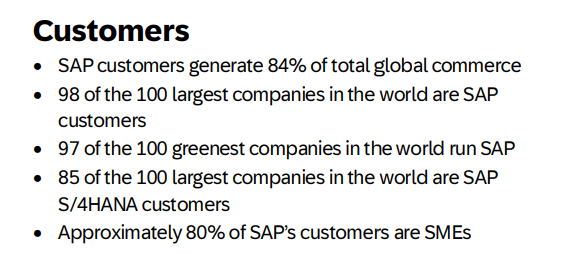 Customers
• SAP customers generate 84% of total global commerce
• 98 of the 100 largest companies in the world are SAP
customers
• 97 of the 100 greenest companies in the world run SAP
• 85 of the 100 largest companies in the world are SAP
S/4HANA customers
• Approximately 80% of SAP’s customers are SMEs